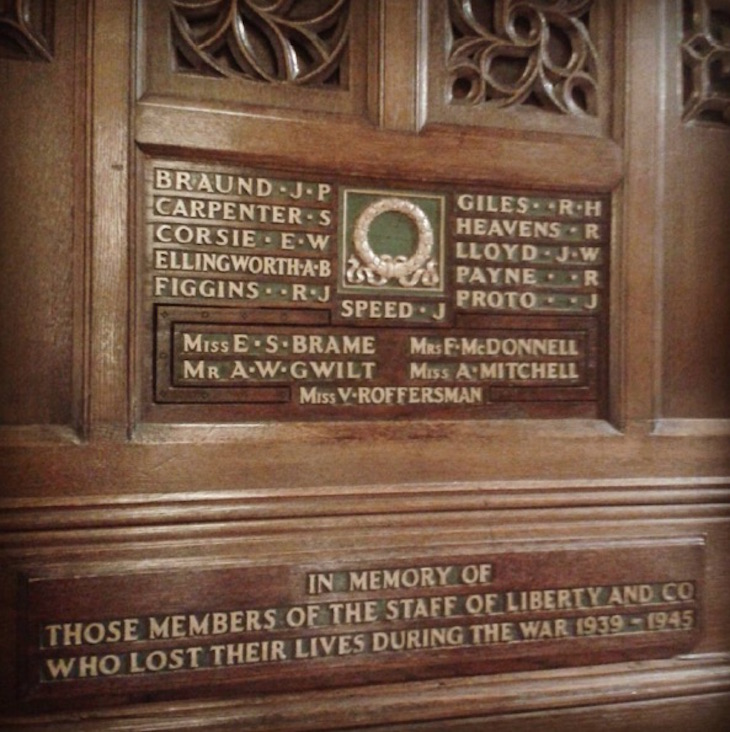 BRAUND · J · P
CARPENTER · S
CORSIE · E · W
ELLINGWORTH · A · B
FIGGINS · · R · J
GILES · · R · H
HEAVENS · R
LLOYD · J · W
PAYNE · · R
PROTO · · J
SPEED · J
Miss E · S · BRAME
Mr A · W · GWILT
Mrs F · McDONNELL
Miss A · MITCHELL
Miss V · ROFFERSMAN
IN MEMORY OF
THOSE MEMBERS OF THE STAFF OF LIBERTY AND CO
WHO LOST THEIR LIVES DURING THE WAR 1939 - 1945